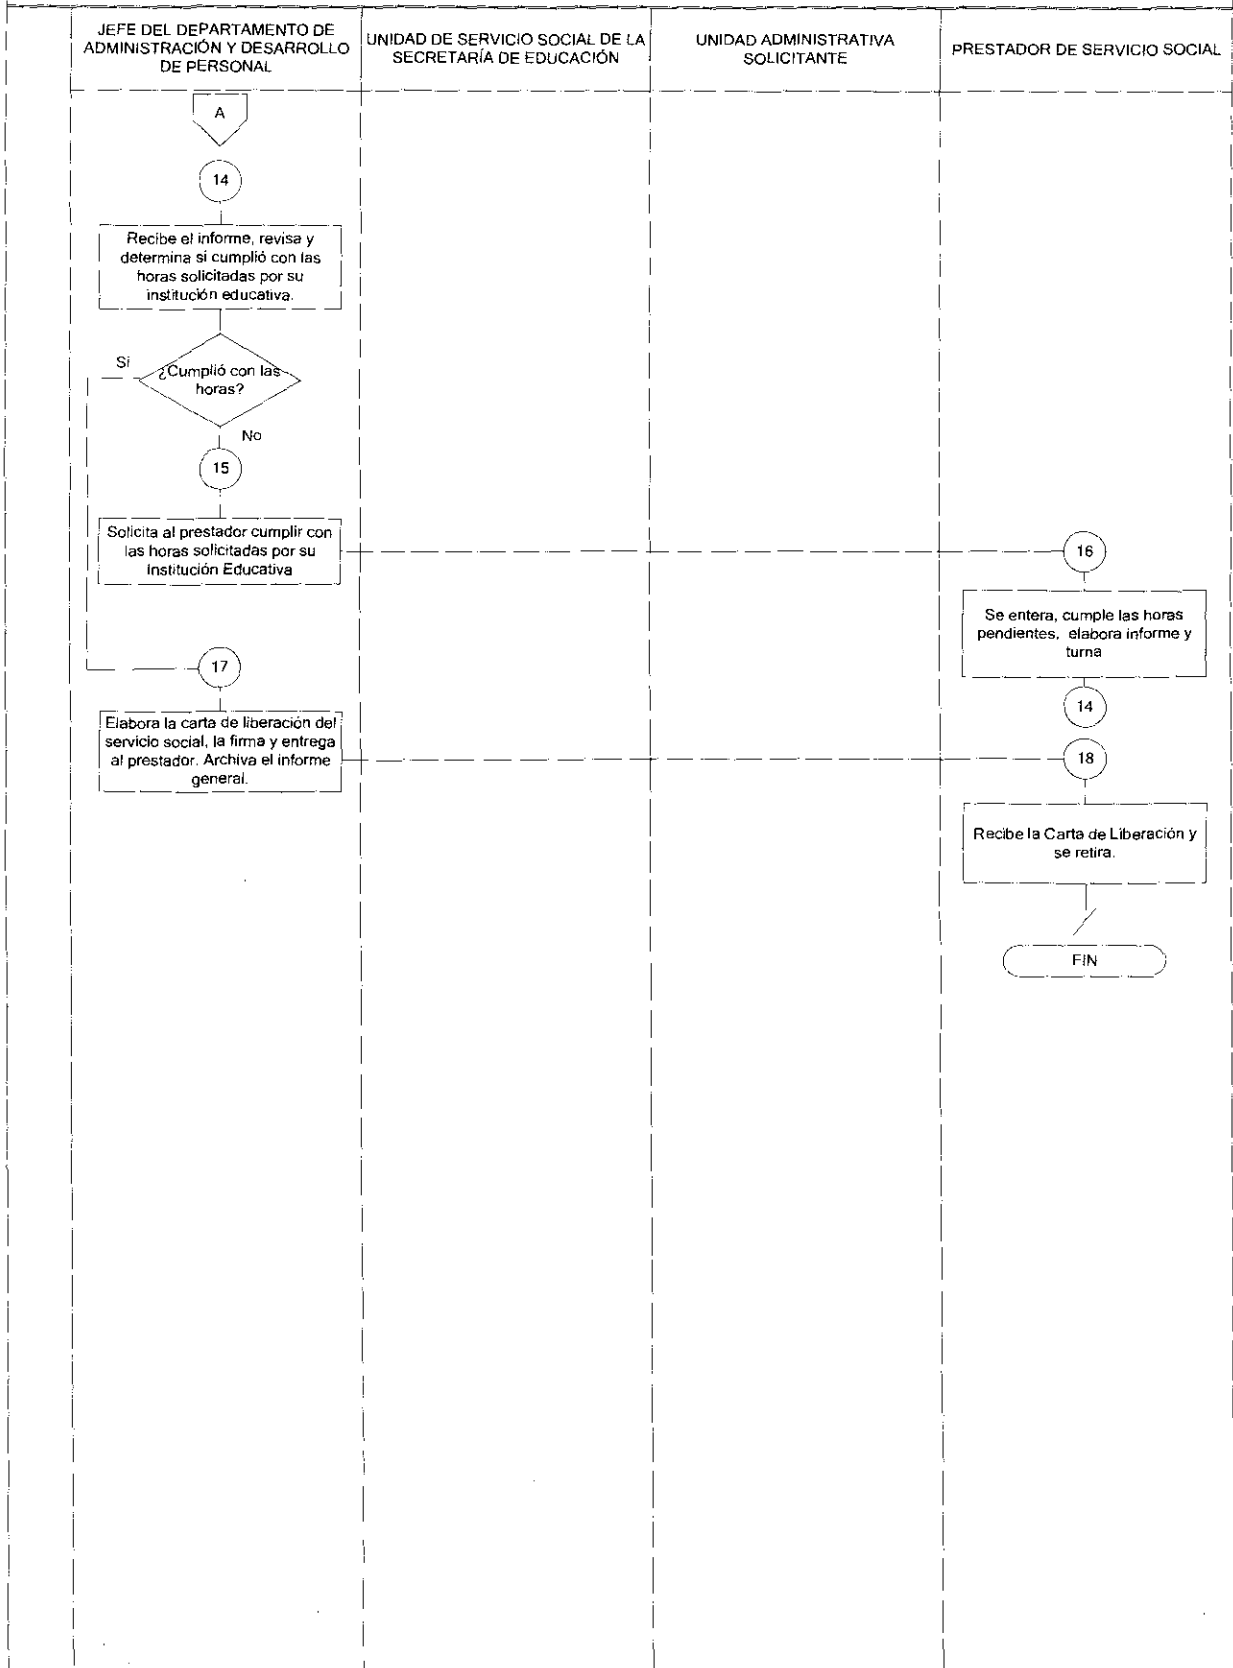 JEFE DEL DEPARTAMENTO DE
ADMINISTRACIÓN Y DESARROLLO
DE PERSONAL
UNIDAD DE SERVICIO SOCIAL DE LA
SECRETARÍA DE EDUCACIÓN
UNIDAD ADMINISTRATIVA
SOLICITANTE
PRESTADOR DE SERVICIO SOCIAL
A
14
Recibe el informe, revisa y
determina si cumplió con las
horas solicitadas por su
institución educativa.
Si
¿Cumplió con las
horas?
No
15
Solicita al prestador cumplir con
las horas solicitadas por su
Institución Educativa
16
Se entera, cumple las horas
pendientes, elabora informe y
turna
14
17
Elabora la carta de liberación del
servicio social, la firma y entrega
al prestador. Archiva el informe
general.
18
Recibe la Carta de Liberación y
se retira.
FIN